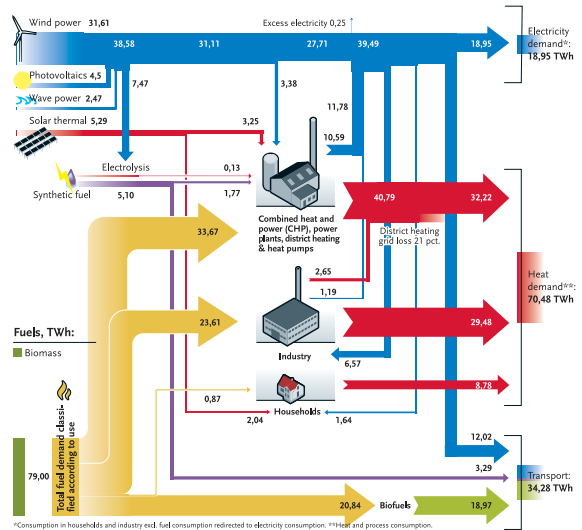 Wind power 31,61
Excess electricity 0,25
38,58 31,11 27,71 39,49 18,95
Electricity
demand*:
18,95 TWh
Photovoltaics 4,5
7,47
3,38
Wave power 2,47
11,78
Solar thermal 5,29
3,25
10,59
Electrolysis
0,13
Synthetic fuel
5,10
1,77
40,79
32,22
Combined heat and
power (CHP), power
plants, district heating
& heat pumps
District heating
grid loss 21 pct.
33,67
2,65
1,19
Heat
demand**:
70,48 TWh
23,61
29,48
Fuels, TWh:
Biomass
Industry
6,57
0,87
8,78
Households
2,04
1,64
Total fuel demand classi-
fied according to use
79,00
12,02
3,29
Transport:
34,28 TWh
20,84
Biofuels
18,97
*Consumption in households and industry excl. fuel consumption redirected to electricity consumption. **Heat and process consumption.